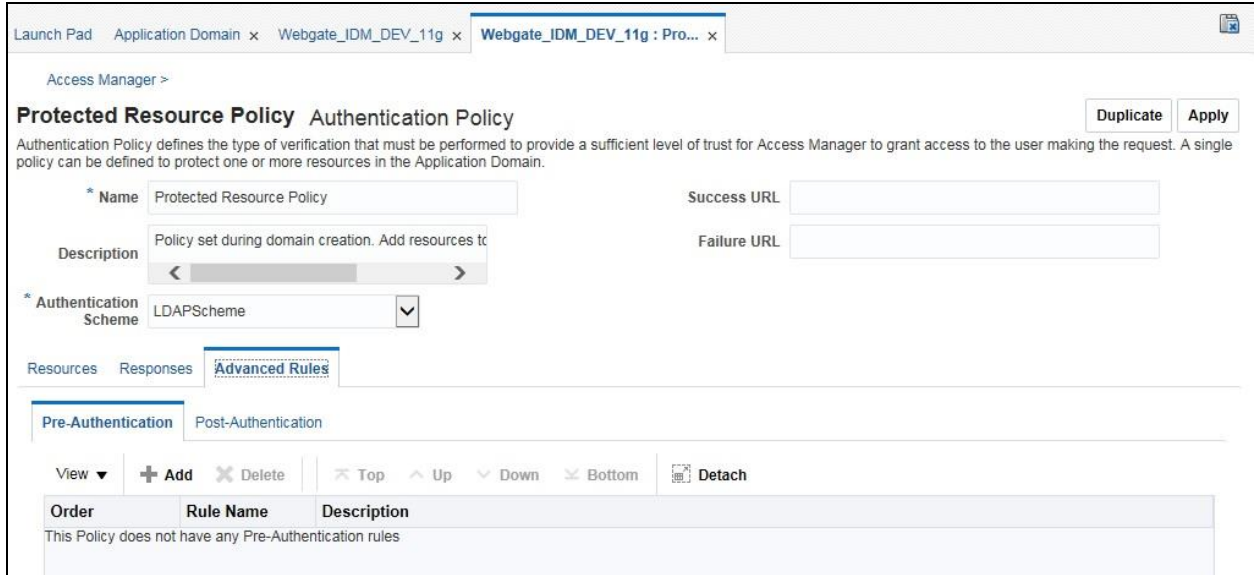 Launch Pad Application Domain x Webgate_IDM_DEV_11g x Webgate_IDM_DEV_11g : Pro... x
Access Manager >
Protected Resource Policy Authentication Policy Duplicate Apply
Authentication Policy defines the type of verification that must be performed to provide a sufficient level of trust for Access Manager to grant access to the user making the request. A single
policy can be defined to protect one or more resources in the Application Domain.
* Name Protected Resource Policy Success URL
Description Policy set during domain creation. Add resources to Failure URL
* Authentication
Scheme LDAPScheme
Resources Responses Advanced Rules
Pre-Authentication Post-Authentication
View Add Delete Top Up Down Bottom Detach
Order Rule Name Description
This Policy does not have any Pre-Authentication rules